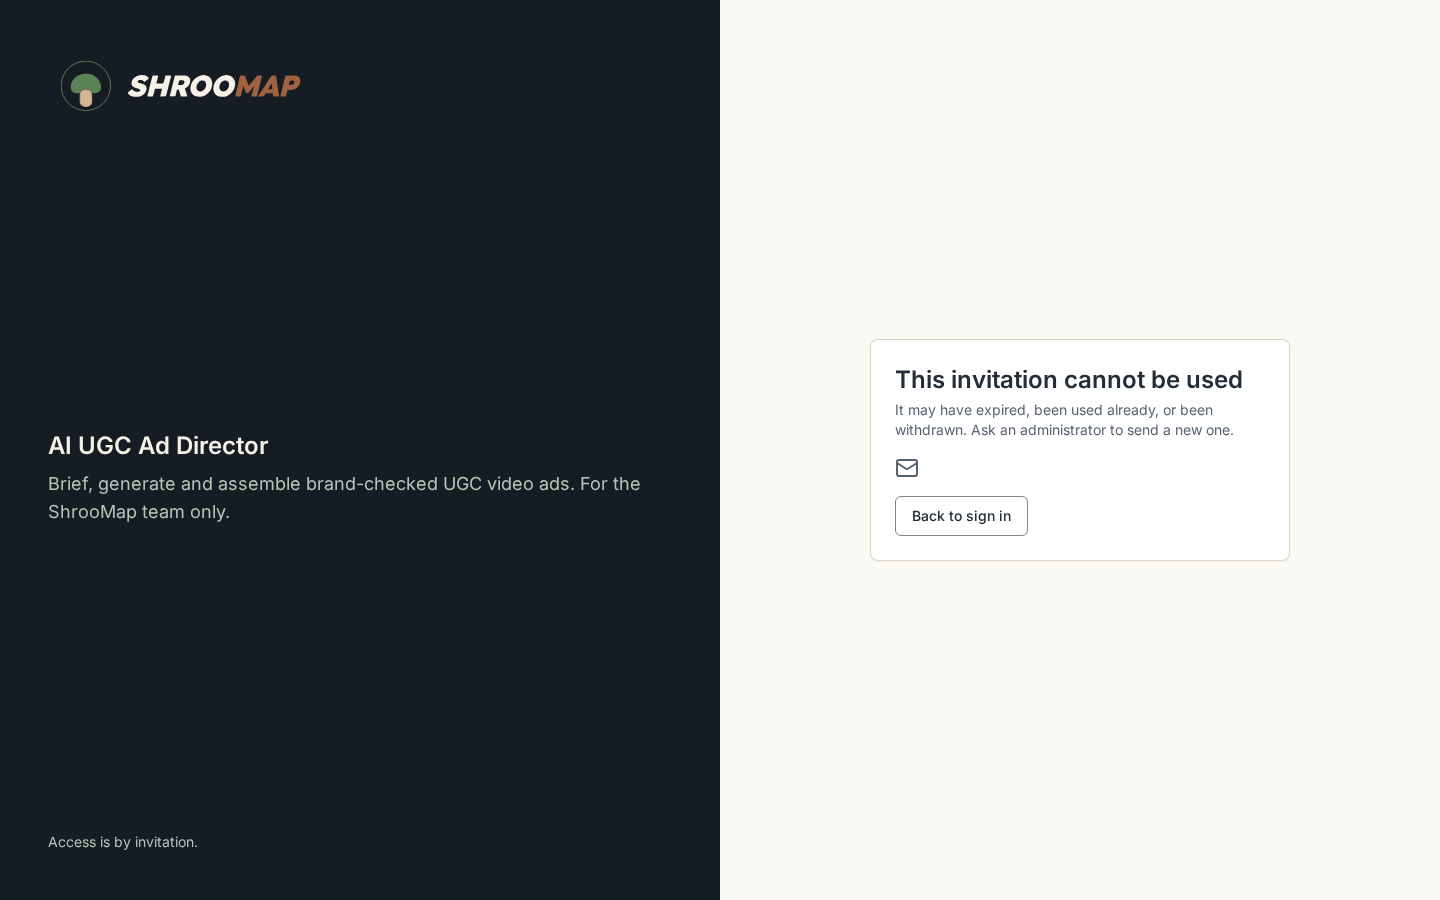 SHROOMAP
AI UGC Ad Director
Brief, generate and assemble brand-checked UGC video ads. For the
ShrooMap team only.
Access is by invitation.
This invitation cannot be used
It may have expired, been used already, or been
withdrawn. Ask an administrator to send a new one.
Back to sign in